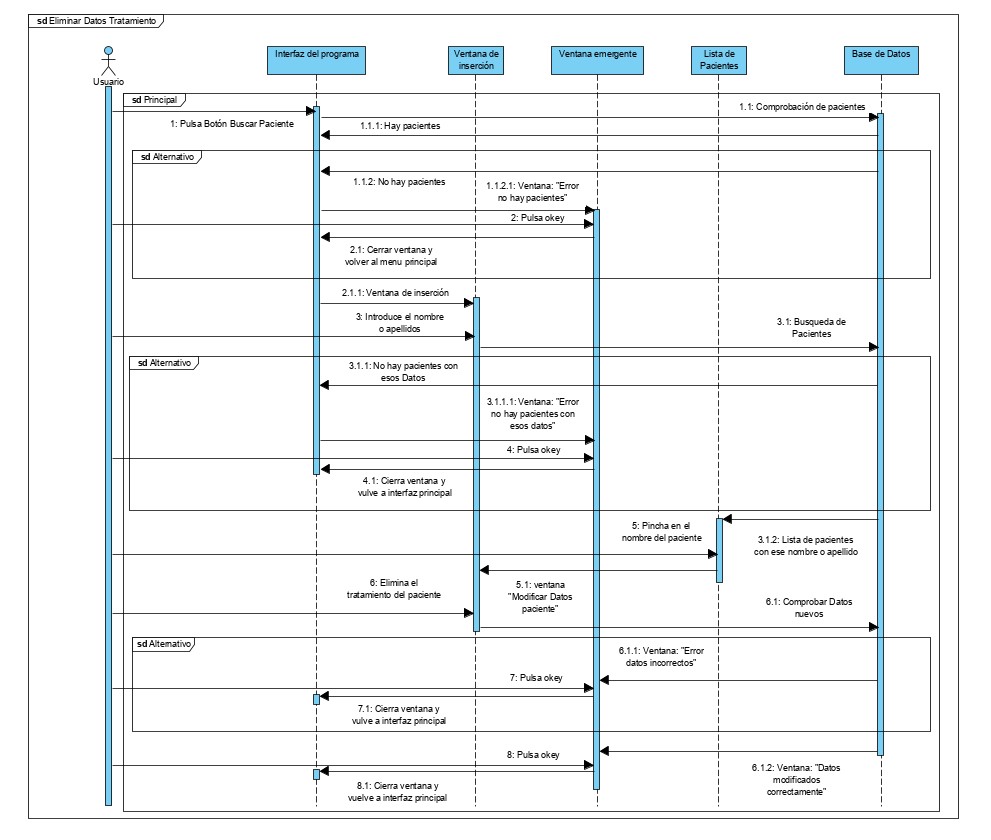 sd Eliminar Datos Tratamiento
Usuario
Interfaz del programa
Ventana de
inserción
Ventana emergente
Lista de
Pacientes
Base de Datos
sd Principal
1: Pulsa Botón Buscar Paciente
1.1: Comprobación de pacientes
1.1.1: Hay pacientes
sd Alternativo
1.1.2: No hay pacientes
1.1.2.1: Ventana: "Error
no hay pacientes"
2: Pulsa okey
2.1: Cerrar ventana y
volver al menu principal
2.1.1: Ventana de inserción
3: Introduce el nombre
o apellidos
3.1: Busqueda de
Pacientes
sd Alternativo
3.1.1: No hay pacientes con
esos Datos
3.1.1.1: Ventana: "Error
no hay pacientes con
esos datos"
4: Pulsa okey
4.1: Cierra ventana y
vulve a interfaz principal
5: Pincha en el
nombre del paciente
3.1.2: Lista de pacientes
con ese nombre o apellido
6: Elimina el
tratamiento del paciente
5.1: ventana
"Modificar Datos
paciente"
6.1: Comprobar Datos
nuevos
sd Alternativo
6.1.1: Ventana: "Error
datos incorrectos"
7: Pulsa okey
7.1: Cierra ventana y
vulve a interfaz principal
8: Pulsa okey
6.1.2: Ventana: "Datos
modificados
correctamente"
8.1: Cierra ventana y
vuelve a interfaz principal